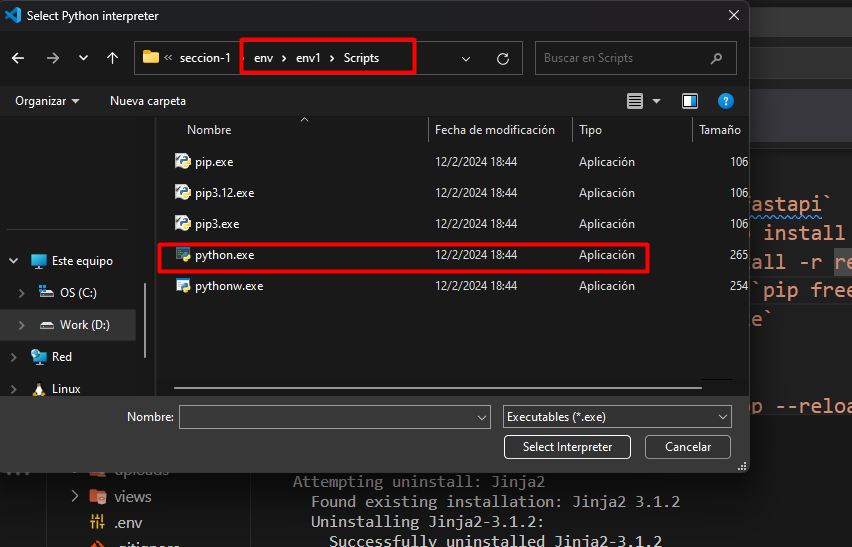 Select Python interpreter
« seccion-1 env › env1 › Scripts
Buscar en Scripts
Organizar Nueva carpeta
Nombre Fecha de modificación Tipo Tamaño
pip.exe 12/2/2024 18:44 Aplicación 106
pip3.12.exe 12/2/2024 18:44 Aplicación 106
pip3.exe 12/2/2024 18:44 Aplicación 106
python.exe 12/2/2024 18:44 Aplicación 265
pythonw.exe 12/2/2024 18:44 Aplicación 254
Este equipo
OS (C:)
Work (D:)
Red
Linux
Nombre: Executables (*.exe)
Select Interpreter Cancelar
astapi`
install
all -r re
`pip free
e`
op --reloa
uploads
views
.env
.gitignore
Attempting uninstall: Jinja2
Found existing installation: Jinja2 3.1.2
Uninstalling Jinja2-3.1.2:
Successfully uninstalled Jinja2-3.1.2